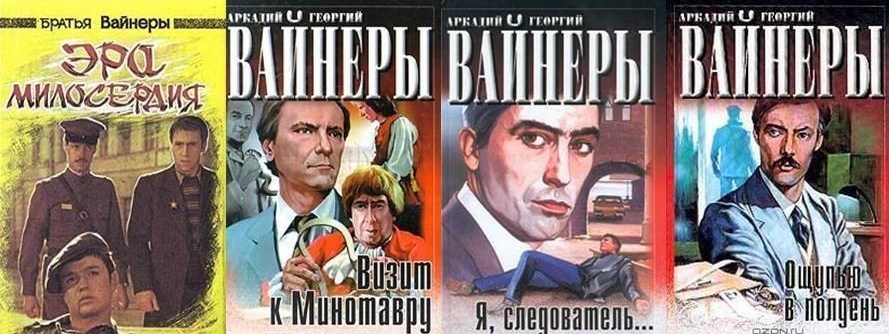 Братья Вайнеры
ЭРА
МИЛОСЕРДИЯ
АРКАДИЙ И ГЕОРГИЙ
ВАЙНЕРЫ
Визит
к Минотавру
АРКАДИЙ И ГЕОРГИЙ
ВАЙНЕРЫ
Я, следователь...
АРКАДИЙ И ГЕОРГИЙ
ВАЙНЕРЫ
Ощупью
в полдень
ozon.ru